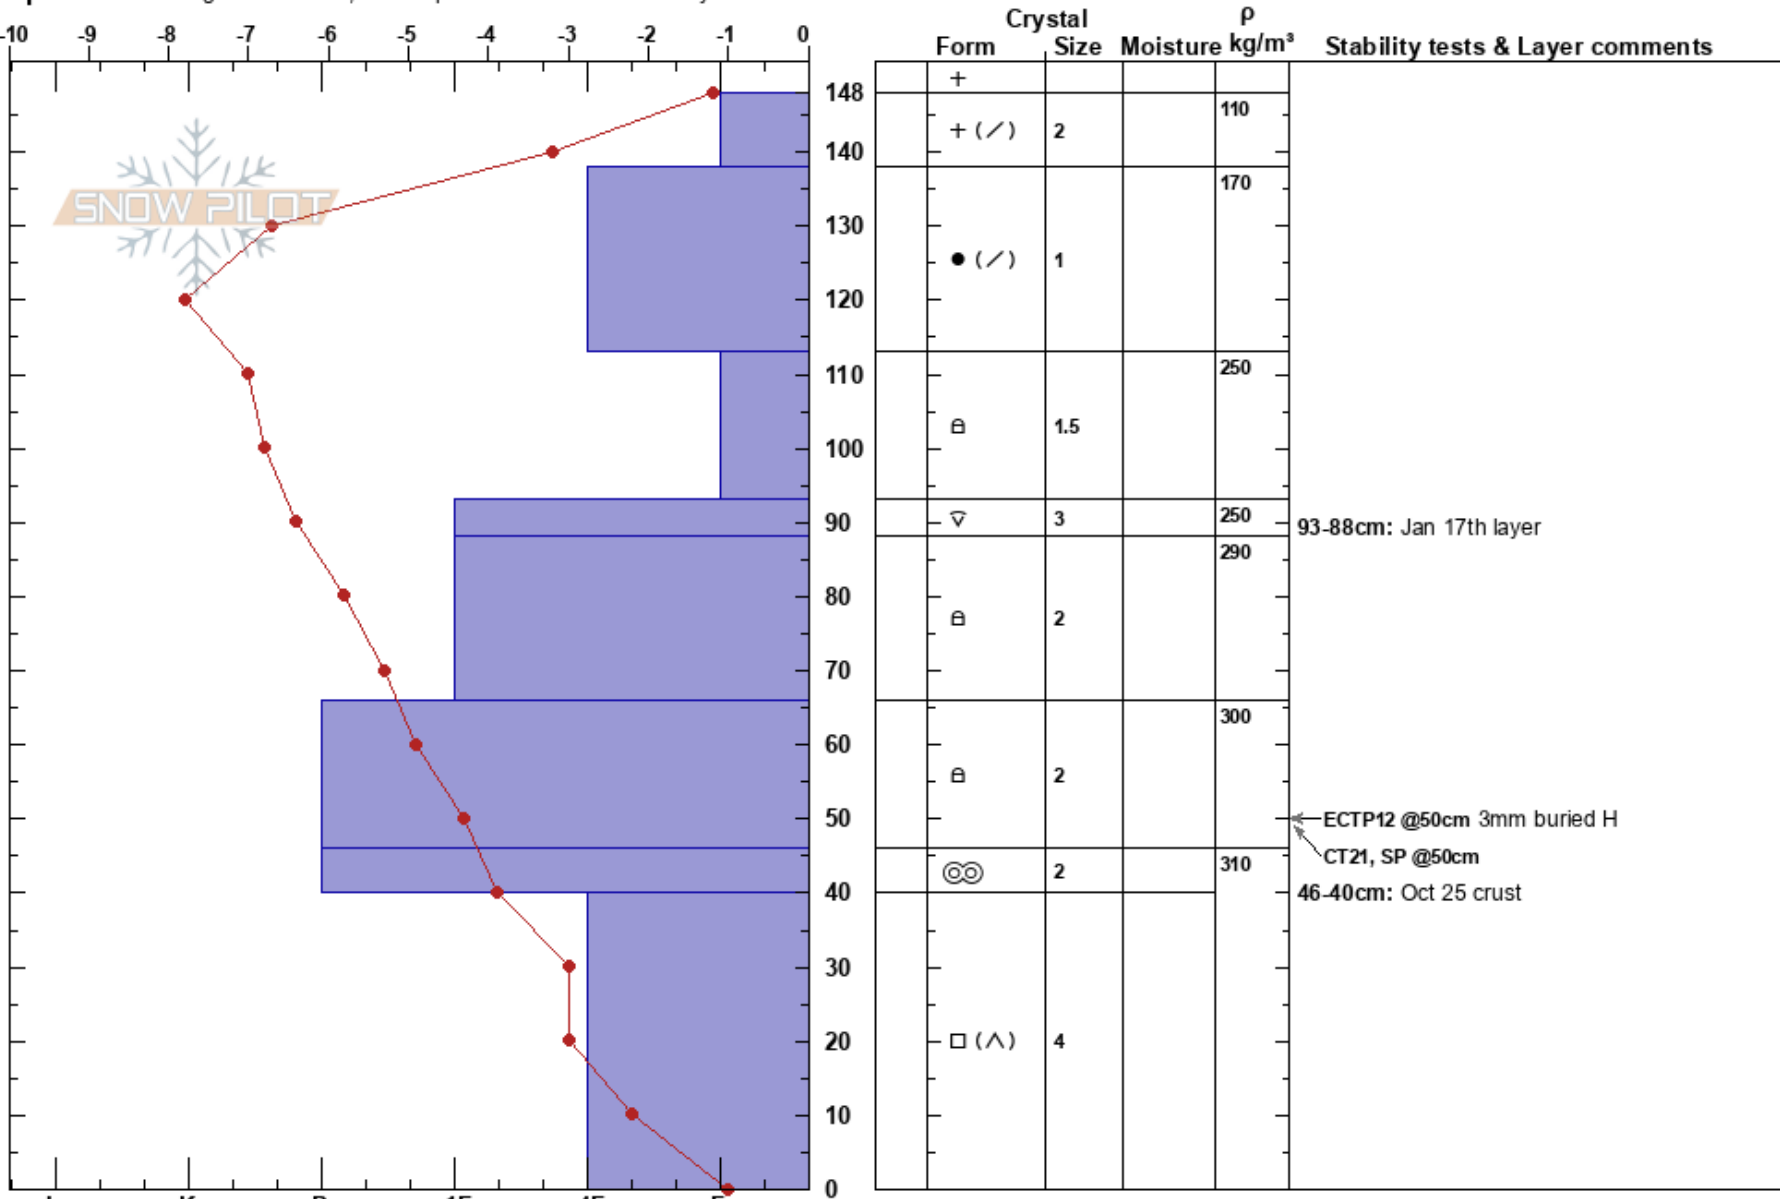 -10 -9 -8 -7 -6 -5 -4 -3 -2 -1 0
Crystal ρ
Form Size Moisture kg/m³ Stability tests & Layer comments
SNOW PILOT
+
148
110
+ (/) 2
140
170
130
● (/) 1
120
250
110
1.5
100
250
90 3
93-88cm: Jan 17th layer
290
80
2
70
300
60
2
50
ECTP12 @50cm 3mm buried H
CT21, SP @50cm
310
2
40
46-40cm: Oct 25 crust
30
20
□ (∧) 4
10
0